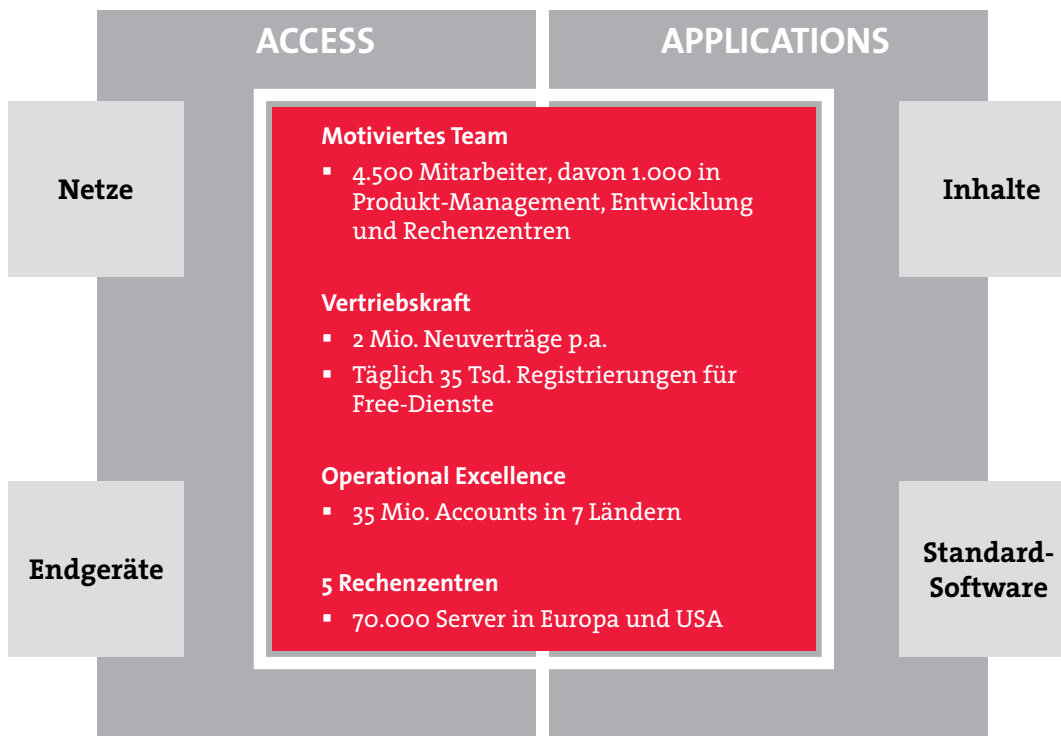 ACCESS
APPLICATIONS
Netze
Endgeräte
Motiviertes Team
▪ 4.500 Mitarbeiter, davon 1.000 in
Produkt-Management, Entwicklung
und Rechenzentren
Vertriebskraft
▪ 2 Mio. Neuverträge p.a.
▪ Täglich 35 Tsd. Registrierungen für
Free-Dienste
Operational Excellence
▪ 35 Mio. Accounts in 7 Ländern
5 Rechenzentren
▪ 70.000 Server in Europa und USA
Inhalte
Standard-
Software